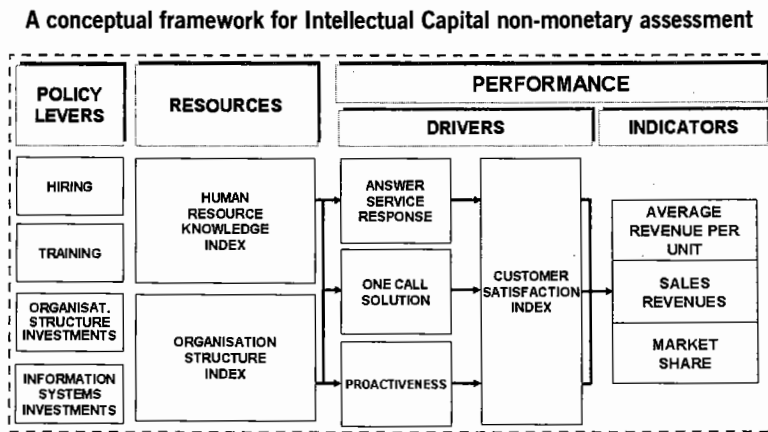 A conceptual framework for Intellectual Capital non-monetary assessment
POLICY
LEVERS
RESOURCES
PERFORMANCE
DRIVERS
INDICATORS
HIRING
TRAINING
ORGANISAT.
STRUCTURE
INVESTMENTS
INFORMATION
SYSTEMS
INVESTMENTS
HUMAN
RESOURCE
KNOWLEDGE
INDEX
ORGANISATION
STRUCTURE
INDEX
ANSWER
SERVICE
RESPONSE
ONE CALL
SOLUTION
PROACTIVENESS
CUSTOMER
SATISFACTION
INDEX
AVERAGE
REVENUE PER
UNIT
SALES
REVENUES
MARKET
SHARE